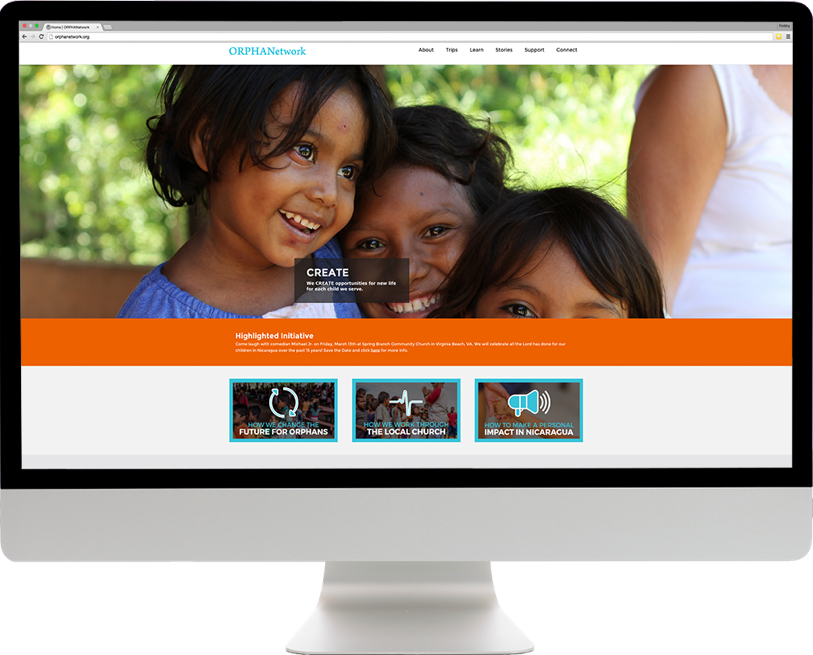 Home | ORPHANetwork
orphanetwork.org
ORPHANetwork
About Trips Learn Stories Support Connect
CREATE
We CREATE opportunities for new life
for each child we serve.
Highlighted Initiative
Come laugh with comedian Michael Jr. on Friday, March 13th at Spring Branch Community Church in Virginia Beach, VA. We will celebrate all the Lord has done for our
children in Nicaragua over the past 15 years! Save the Date and click here for more info.
HOW WE CHANGE THE
FUTURE FOR ORPHANS
HOW WE WORK THROUGH
THE LOCAL CHURCH
HOW TO MAKE A PERSONAL
IMPACT IN NICARAGUA